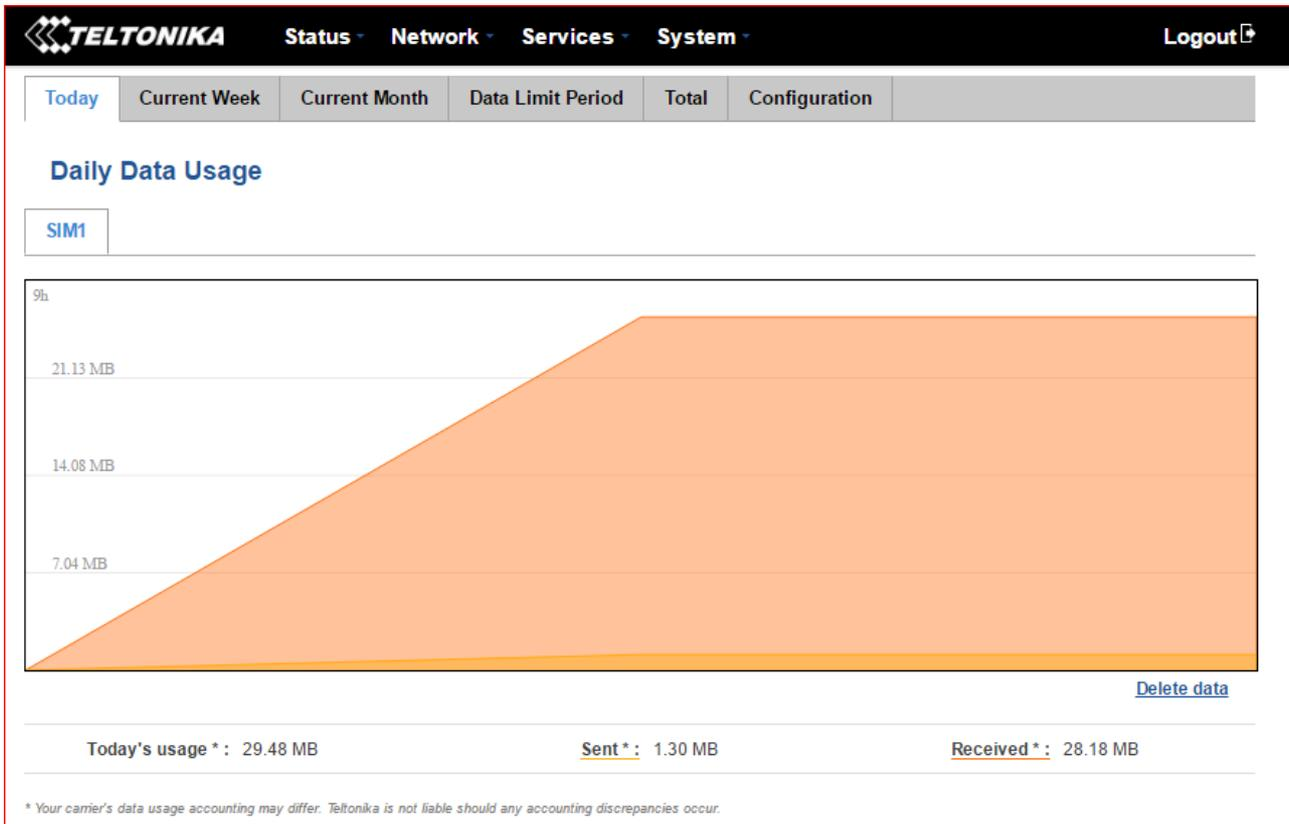 TELTONIKA Status Network Services System Logout
Today Current Week Current Month Data Limit Period Total Configuration
Daily Data Usage
SIM1
9h
21.13 MB
14.08 MB
7.04 MB
Delete data
Today's usage * : 29.48 MB Sent * : 1.30 MB Received * : 28.18 MB
* Your carrier's data usage accounting may differ. Teltonika is not liable should any accounting discrepancies occur.